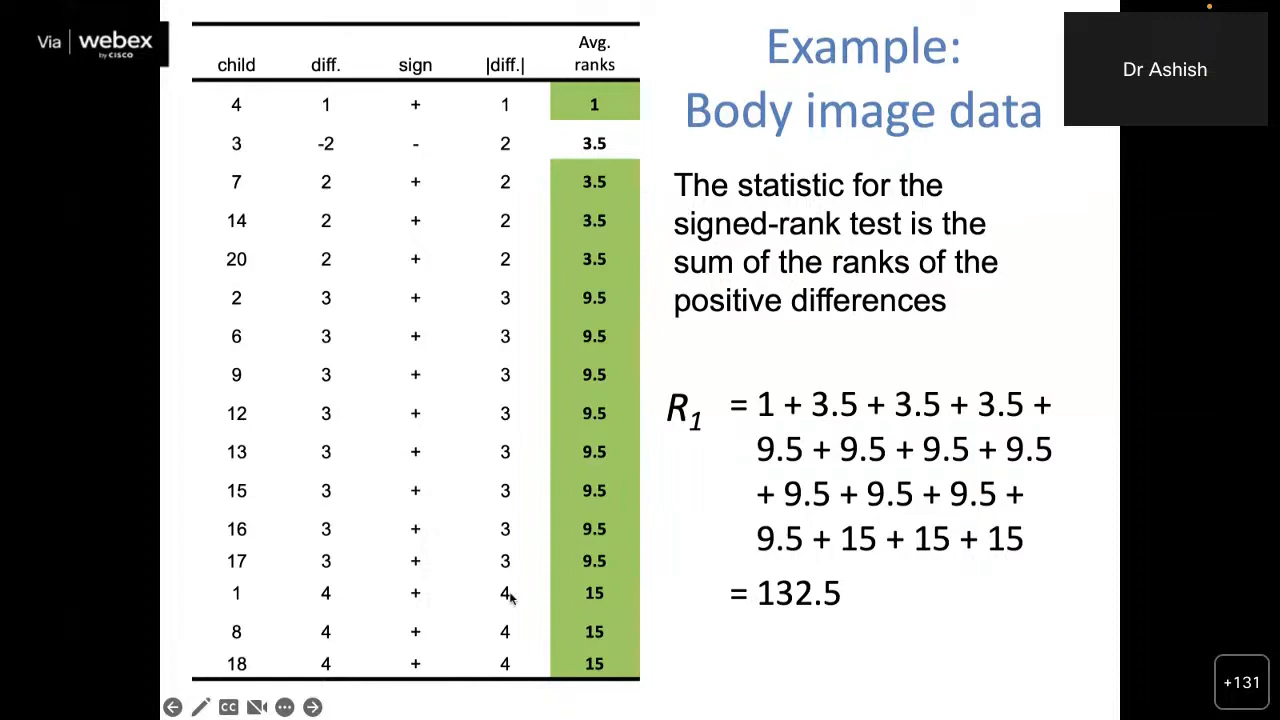 Via | webex
by CISCO
child diff. sign |diff.| Avg. ranks
4 1 + 1 1
3 -2 - 2 3.5
7 2 + 2 3.5
14 2 + 2 3.5
20 2 + 2 3.5
2 3 + 3 9.5
6 3 + 3 9.5
9 3 + 3 9.5
12 3 + 3 9.5
13 3 + 3 9.5
15 3 + 3 9.5
16 3 + 3 9.5
17 3 + 3 9.5
1 4 + 4 15
8 4 + 4 15
18 4 + 4 15
Example:
Body image data
The statistic for the
signed-rank test is the
sum of the ranks of the
positive differences
R1 = 1 + 3.5 + 3.5 + 3.5 +
9.5 + 9.5 + 9.5 + 9.5
+ 9.5 + 9.5 + 9.5 +
9.5 + 15 + 15 + 15
= 132.5
Dr Ashish
CC
+131